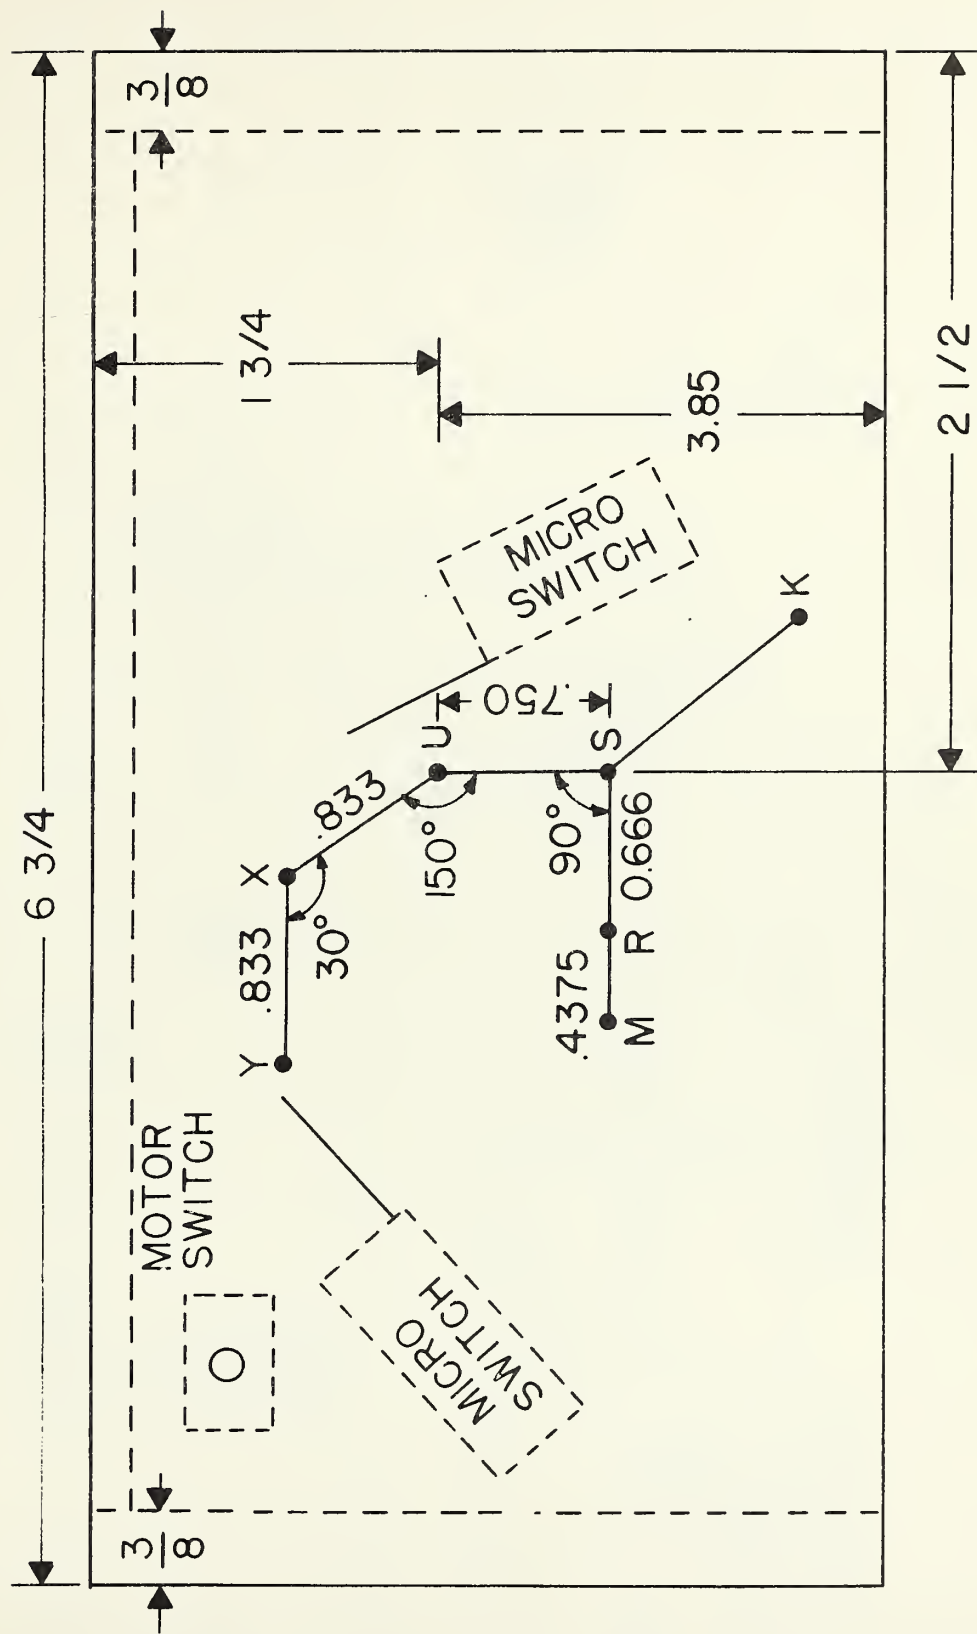 6 3/4
3
8
3
8
1 3/4
3.85
2 1/2
MOTOR
SWITCH
MICRO
SWITCH
MICRO
SWITCH
Y
.833
X
30°
.833
150°
U
.750
90°
S
.4375
0.666
M
R
K